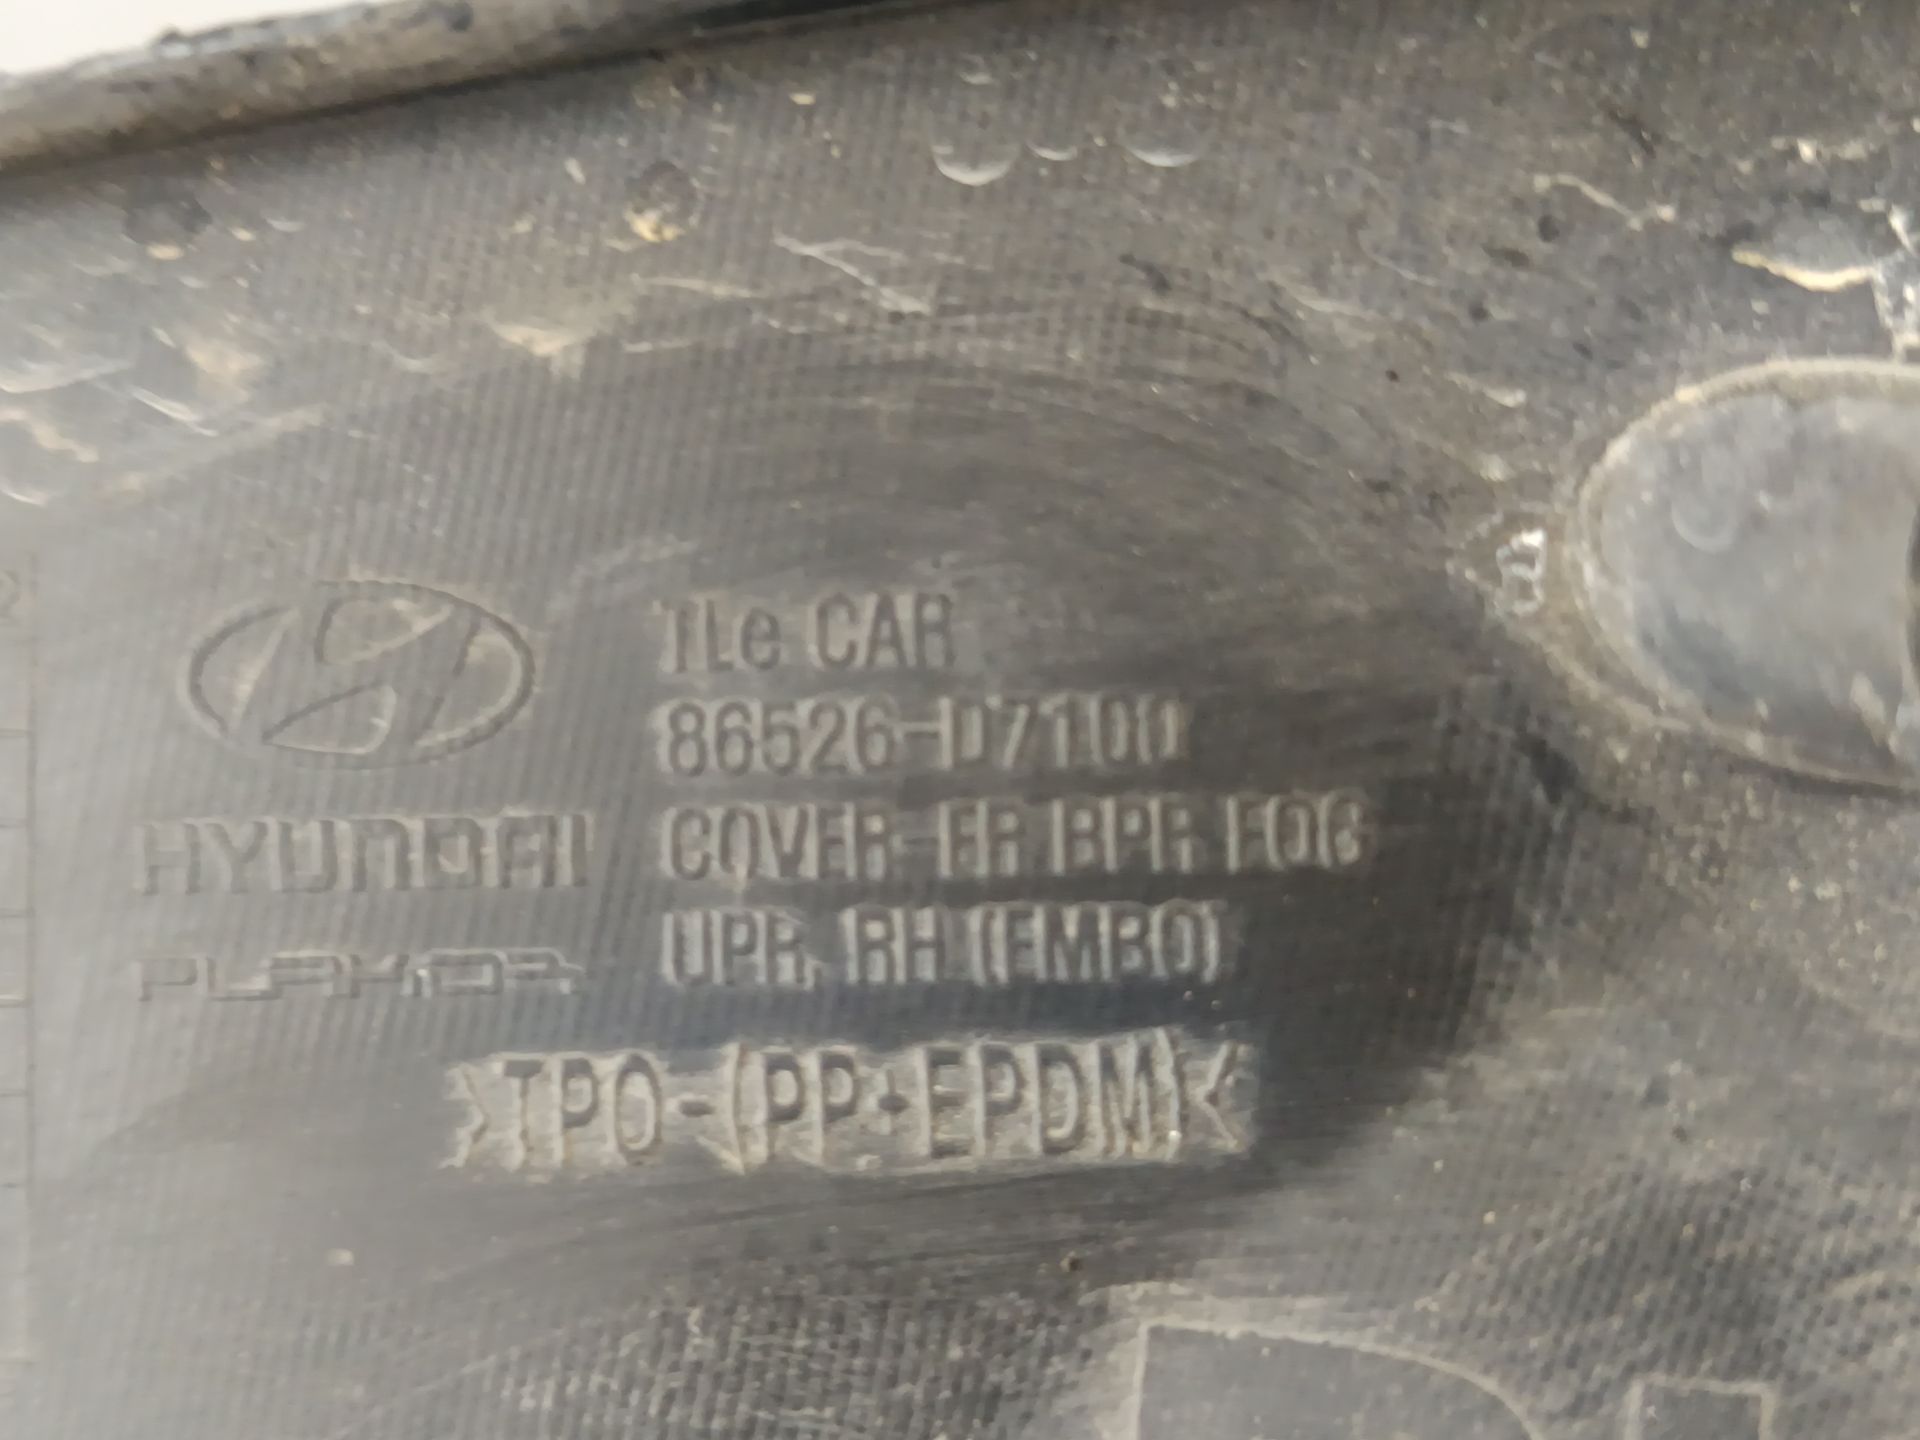 TLe CAR
86526-D7100
HYUNDAI
COVER-FR BPR FOG
PLAKOR
UPR, RH (EMBO)
>TPO-(PP+EPDM)<